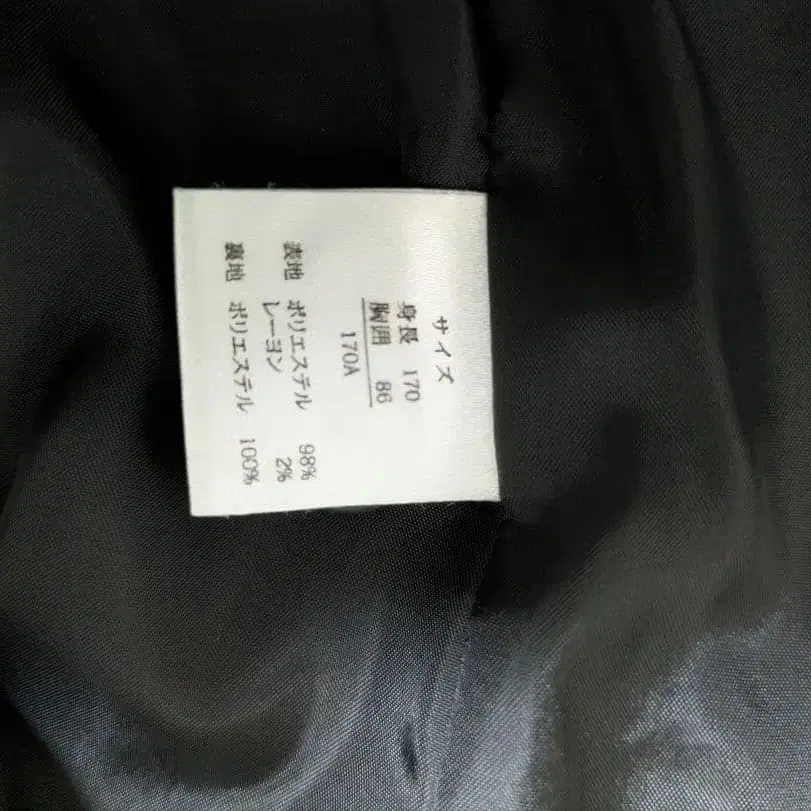 サイズ
身長 170
胸囲 86
170A
表地 ポリエステル 98%
レーヨン 2%
裏地 ポリエステル 100%